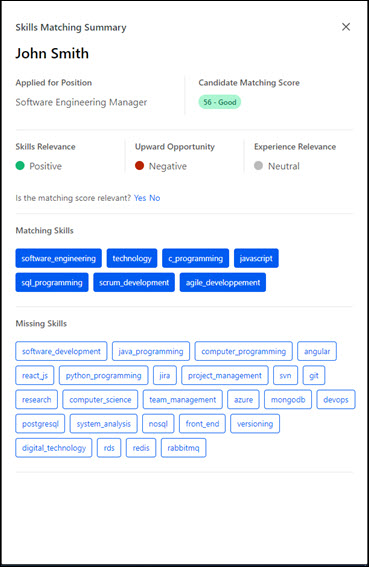 Skills Matching Summary
John Smith
Applied for Position
Candidate Matching Score
Software Engineering Manager
56 - Good
Skills Relevance
Upward Opportunity
Experience Relevance
Positive
Negative
Neutral
Is the matching score relevant? Yes No
Matching Skills
software_engineering technology c_programming javascript
sql_programming scrum_development agile_developpement
Missing Skills
software_development java_programming computer_programming angular
react_js python_programming jira project_management svn git
research computer_science team_management azure mongodb devops
postgresql system_analysis nosql front_end versioning
digital_technology rds redis rabbitmq